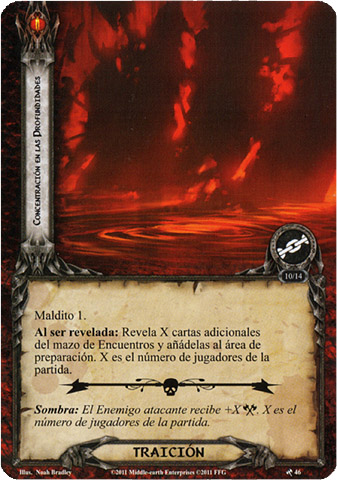 CONCENTRACIÓN EN LAS PROFUNDIDADES
10/14
Maldito 1.
Al ser revelada: Revela X cartas adicionales
del mazo de Encuentros y añádelas al área de
preparación. X es el número de jugadores de la
partida.
Sombra: El Enemigo atacante recibe +X. X es el
número de jugadores de la partida.
TRAICIÓN
Illus. Noah Bradley
©2011 Middle-earth Enterprises ©2011 FFG
46